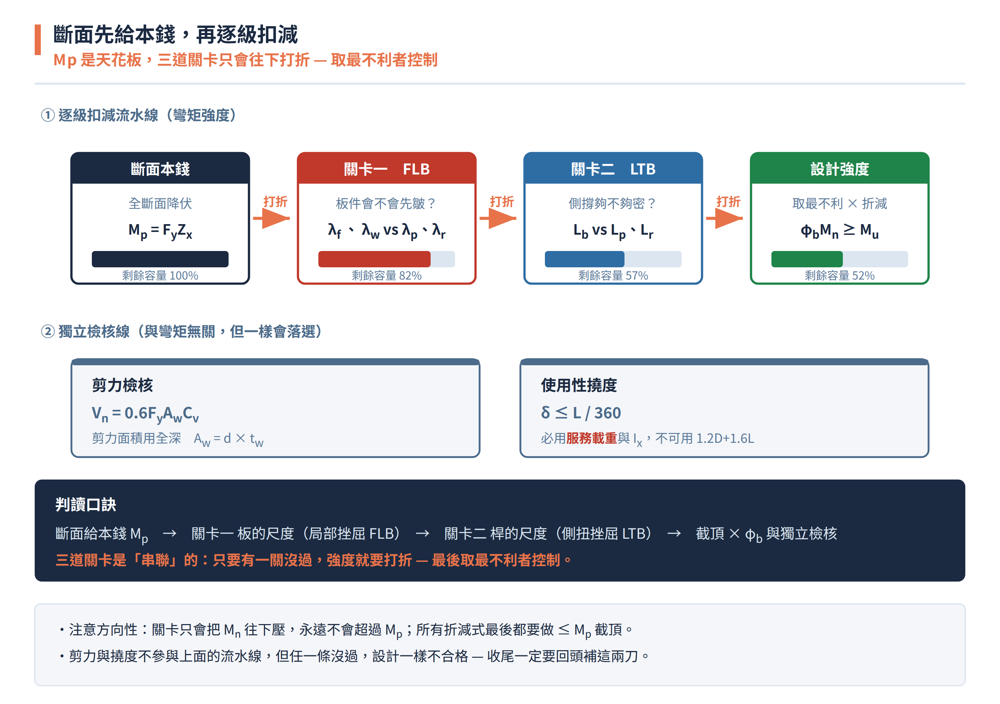 斷面先給本錢，再逐級扣減
Mp 是天花板，三道關卡只會往下打折 — 取最不利者控制
① 逐級扣減流水線（彎矩強度）
斷面本錢
全斷面降伏
Mp = FyZx
剩餘容量 100%
打折
關卡一　FLB
板件會不會先皺？
λf 、 λw vs λp、λr
剩餘容量 82%
打折
關卡二　LTB
側撐夠不夠密？
Lb vs Lp、Lr
剩餘容量 57%
打折
設計強度
取最不利 × 折減
φbMn ≥ Mu
剩餘容量 52%
② 獨立檢核線（與彎矩無關，但一樣會落選）
剪力檢核
Vn = 0.6FyAwCv
剪力面積用全深　Aw = d × tw
使用性撓度
δ ≤ L / 360
必用服務載重與 Ix，不可用 1.2D+1.6L
判讀口訣
斷面給本錢 Mp　→　關卡一 板的尺度（局部挫屈 FLB）　→　關卡二 桿的尺度（側扭挫屈 LTB）　→　截頂 × φb 與獨立檢核
三道關卡是「串聯」的：只要有一關沒過，強度就要打折 — 最後取最不利者控制。
・注意方向性：關卡只會把 Mn 往下壓，永遠不會超過 Mp；所有折減式最後都要做 ≤ Mp 截頂。
・剪力與撓度不參與上面的流水線，但任一條沒過，設計一樣不合格 — 收尾一定要回頭補這兩刀。